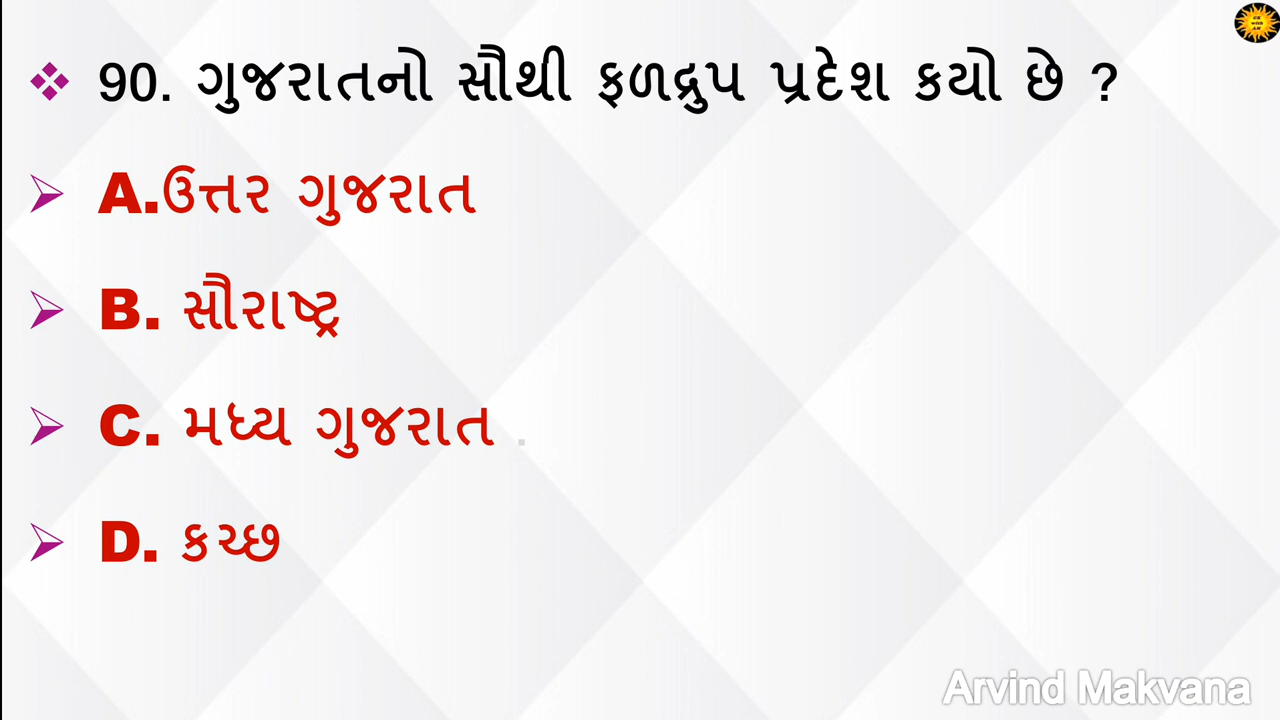 ❖ 90. ગુજરાતનો સૌથી ફળદ્રુપ પ્રદેશ કયો છે ?
➢ A.ઉત્તર ગુજરાત
➢ B. સૌરાષ્ટ્ર
➢ C. મધ્ય ગુજરાત .
➢ D. કચ્છ
Arvind Makvana